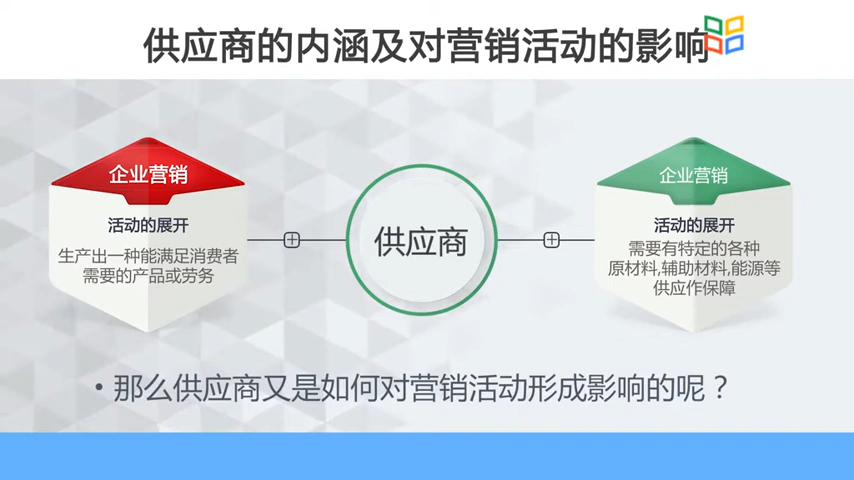 供应商的内涵及对营销活动的影响
企业营销
活动的展开
生产出一种能满足消费者
需要的产品或劳务
供应商
企业营销
活动的展开
需要有特定的各种
原材料,辅助材料,能源等
供应作保障
•那么供应商又是如何对营销活动形成影响的呢？